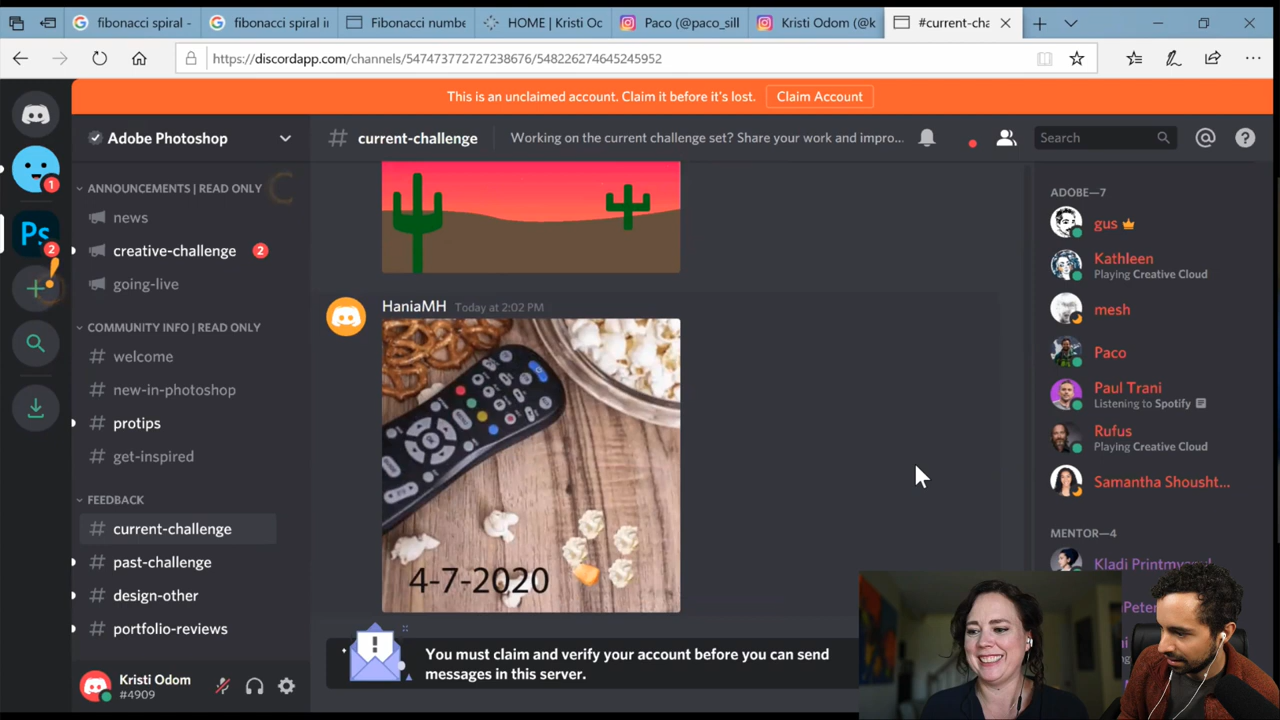 fibonacci spiral -
fibonacci spiral i
Fibonacci numbe
HOME | Kristi Oc
Paco (@paco_sill
Kristi Odom (@k
#current-cha
https://discordapp.com/channels/547473772727238676/548226274645245952
This is an unclaimed account. Claim it before it's lost.
Claim Account
Adobe Photoshop
# current-challenge
Working on the current challenge set? Share your work and impro...
Search
1
Ps
2
ANNOUNCEMENTS | READ ONLY
news
creative-challenge
2
going-live
COMMUNITY INFO | READ ONLY
# welcome
# new-in-photoshop
# protips
# get-inspired
FEEDBACK
# current-challenge
# past-challenge
# design-other
# portfolio-reviews
Kristi Odom
#4909
HaniaMH Today at 2:02 PM
4-7-2020
You must claim and verify your account before you can send
messages in this server.
ADOBE—7
gus
Kathleen
Playing Creative Cloud
mesh
Paco
Paul Trani
Listening to Spotify
Rufus
Playing Creative Cloud
Samantha Shousht...
MENTOR—4